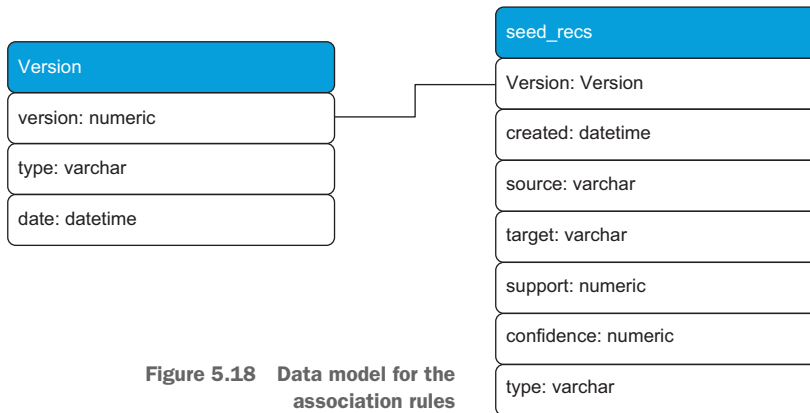 Version
version: numeric
type: varchar
date: datetime
seed_recs
Version: Version
created: datetime
source: varchar
target: varchar
support: numeric
confidence: numeric
type: varchar
Figure 5.18 Data model for the
association rules